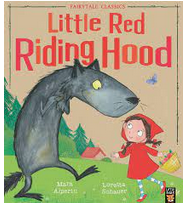 FAIRYTALE CLASSICS
Little Red
Riding Hood
Mara
Alperin
Loretta
Schauer